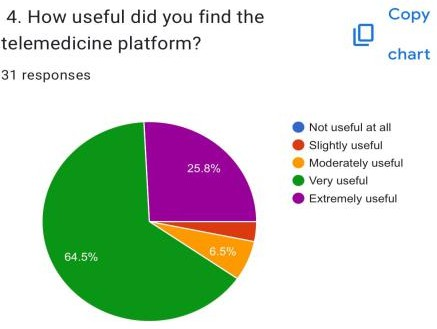 4. How useful did you find the
telemedicine platform?
Copy
chart
31 responses
Not useful at all
Slightly useful
Moderately useful
Very useful
Extremely useful
25.8%
6.5%
64.5%